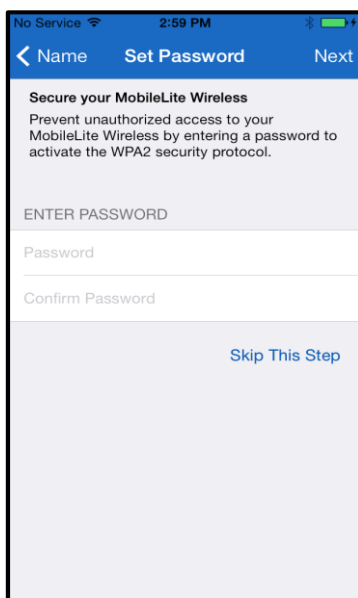 No Service 2:59 PM
Name Set Password Next
Secure your MobileLite Wireless
Prevent unauthorized access to your
MobileLite Wireless by entering a password to
activate the WPA2 security protocol.
ENTER PASSWORD
Password
Confirm Password
Skip This Step